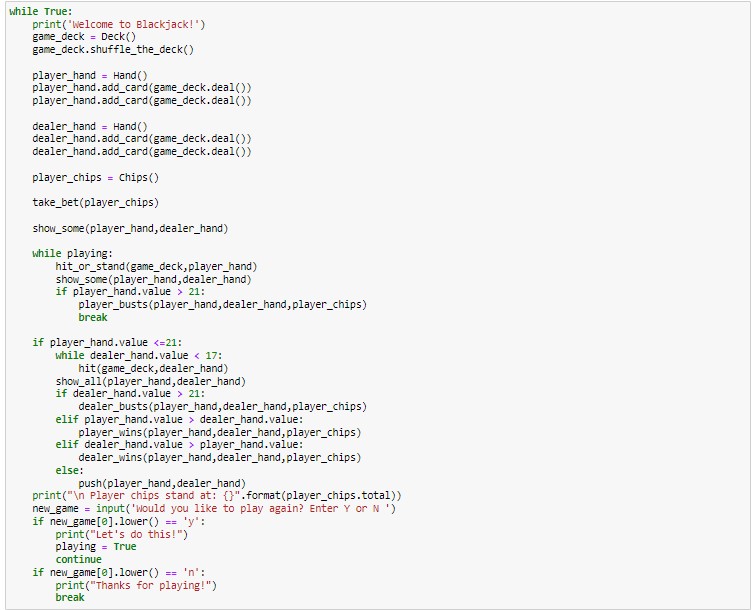 while True:
    print('Welcome to Blackjack!')
    game_deck = Deck()
    game_deck.shuffle_the_deck()

    player_hand = Hand()
    player_hand.add_card(game_deck.deal())
    player_hand.add_card(game_deck.deal())

    dealer_hand = Hand()
    dealer_hand.add_card(game_deck.deal())
    dealer_hand.add_card(game_deck.deal())

    player_chips = Chips()

    take_bet(player_chips)

    show_some(player_hand,dealer_hand)

    while playing:
        hit_or_stand(game_deck,player_hand)
        show_some(player_hand,dealer_hand)
        if player_hand.value > 21:
            player_busts(player_hand,dealer_hand,player_chips)
            break

    if player_hand.value <=21:
        while dealer_hand.value < 17:
            hit(game_deck,dealer_hand)
        show_all(player_hand,dealer_hand)
        if dealer_hand.value > 21:
            dealer_busts(player_hand,dealer_hand,player_chips)
        elif player_hand.value > dealer_hand.value:
            player_wins(player_hand,dealer_hand,player_chips)
        elif dealer_hand.value > player_hand.value:
            dealer_wins(player_hand,dealer_hand,player_chips)
        else:
            push(player_hand,dealer_hand)
    print("\n Player chips stand at: {}".format(player_chips.total))
    new_game = input('Would you like to play again? Enter Y or N ')
    if new_game[0].lower() == 'y':
        print("Let's do this!")
        playing = True
        continue
    if new_game[0].lower() == 'n':
        print("Thanks for playing!")
        break